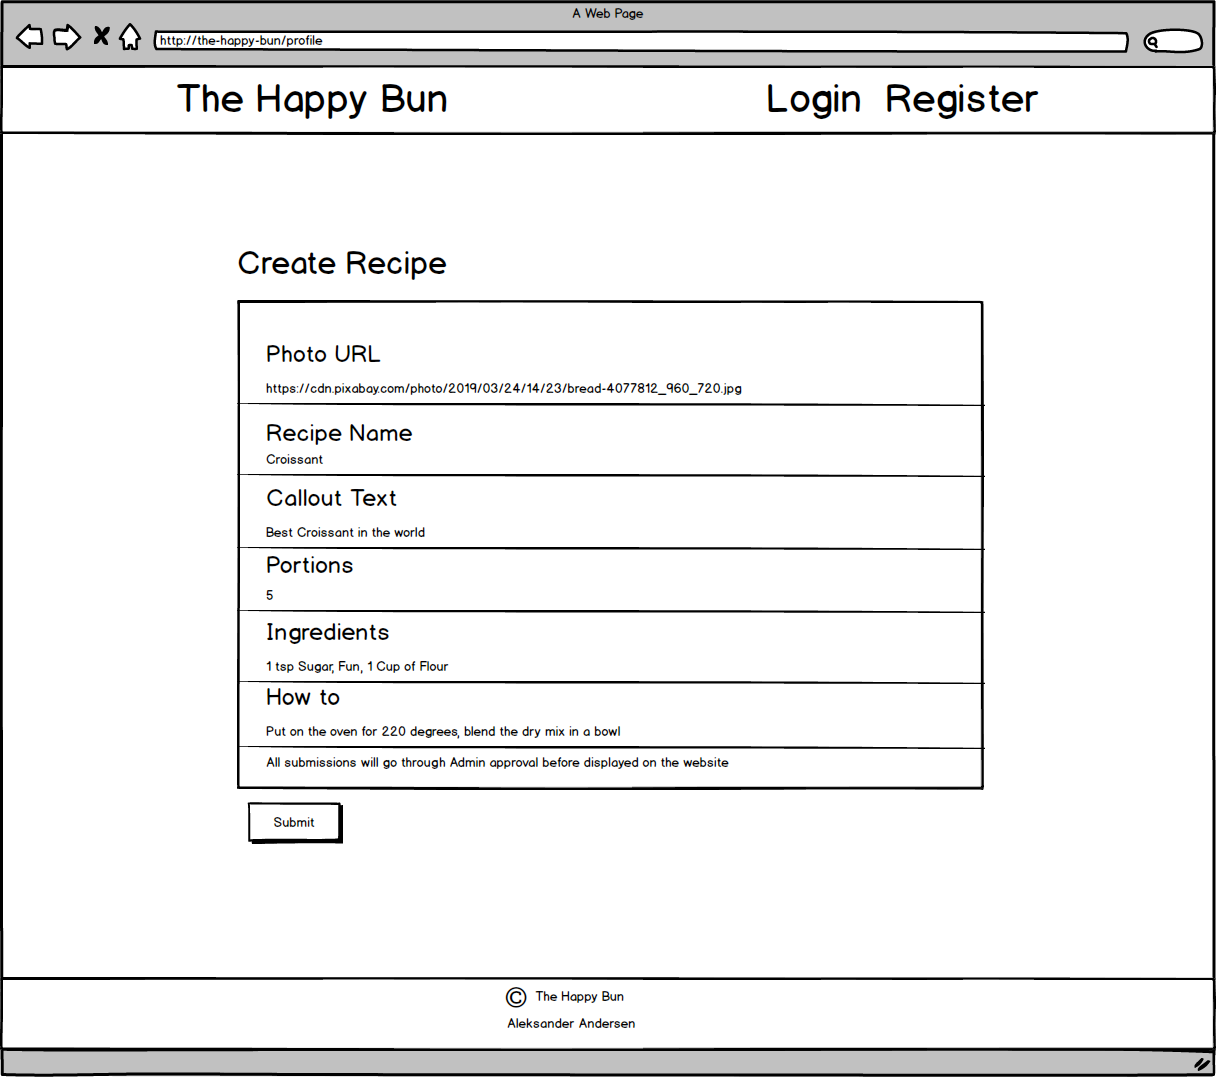 A Web Page
http://the-happy-bun/profile
The Happy Bun Login Register
Create Recipe
Photo URL
https://cdn.pixabay.com/photo/2019/03/24/14/23/bread-4077812_960_720.jpg
Recipe Name
Croissant
Callout Text
Best Croissant in the world
Portions
5
Ingredients
1 tsp Sugar, Fun, 1 Cup of Flour
How to
Put on the oven for 220 degrees, blend the dry mix in a bowl
All submissions will go through Admin approval before displayed on the website
Submit
© The Happy Bun
Aleksander Andersen